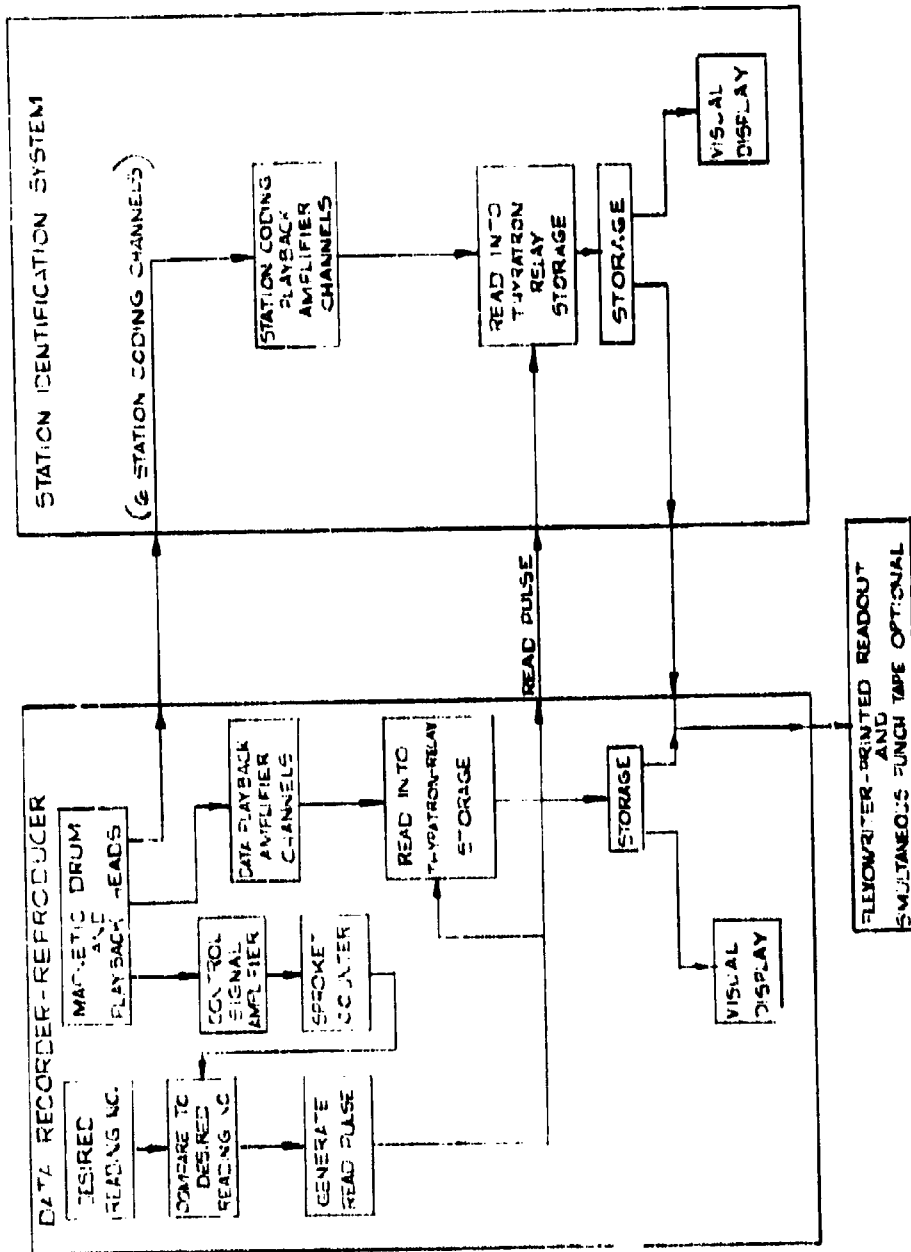 DATA RECORDER-REPRODUCER
DESIRED
READING NO.
COMPARE TO
DESIRED
READING NO
GENERATE
READ PULSE
MAGNETIC DRUM
AND
PLAYBACK HEADS
CONTROL
SIGNAL
AMPLIFIER
SPROKET
COUNTER
DATA PLAYBACK
AMPLIFIER
CHANNELS
READ INTO
THYRATRON-RELAY
STORAGE
STORAGE
VISUAL
DISPLAY
READ PULSE
STATION IDENTIFICATION SYSTEM
(6 STATION CODING CHANNELS)
STATION CODING
PLAYBACK
AMPLIFIER
CHANNELS
READ INTO
THYRATRON
RELAY
STORAGE
STORAGE
VISUAL
DISPLAY
FLEXOWRITER-PRINTED READOUT
AND
SIMULTANEOUS PUNCH TAPE OPTIONAL